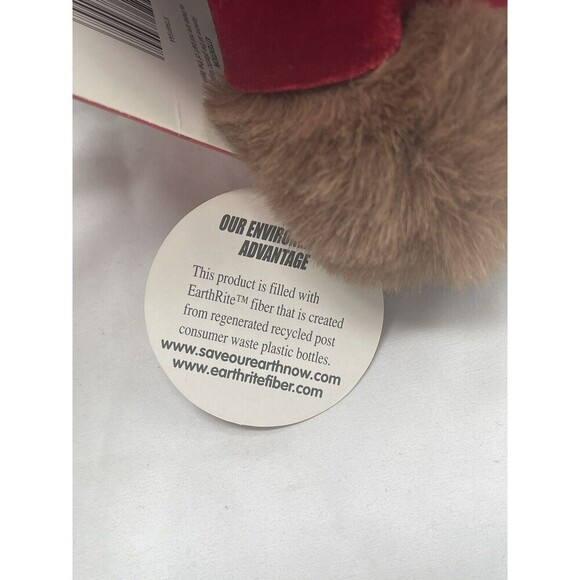 OUR ENVIRON
ADVANTAGE
This product is filled with
EarthRite™ fiber that is created
from regenerated recycled post
consumer waste plastic bottles.
www.saveourearthnow.com
www.earthritefiber.com